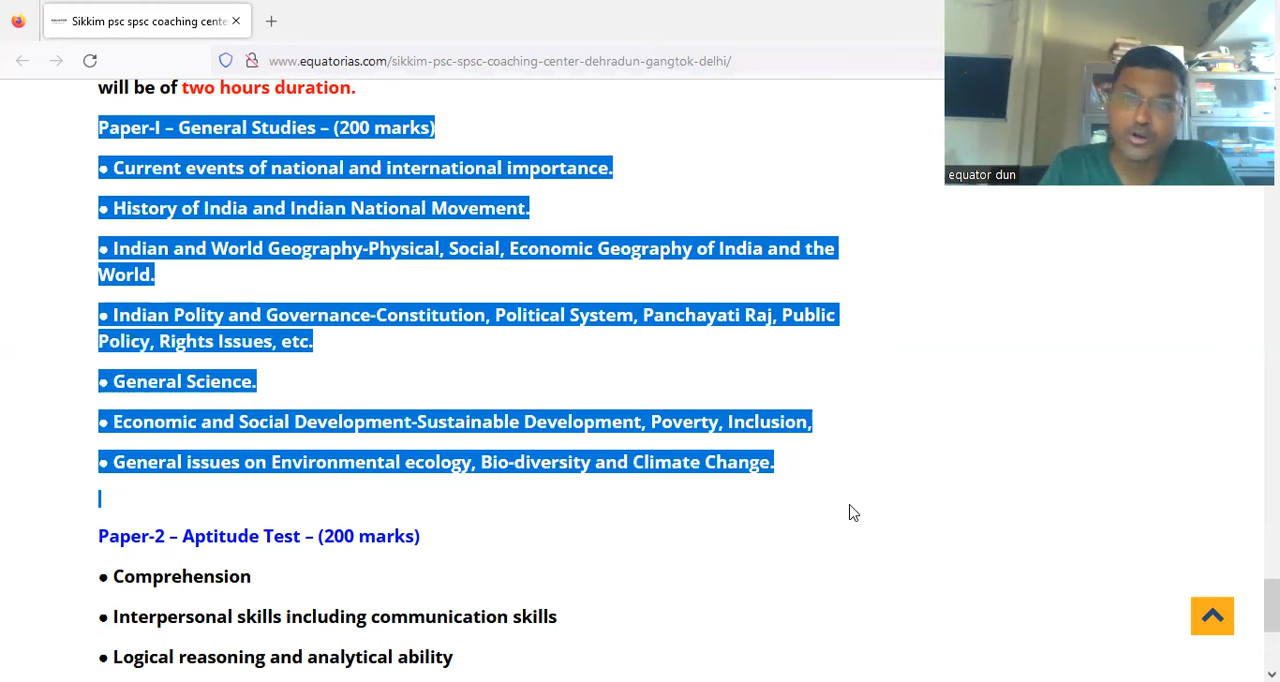 Sikkim psc spsc coaching cente
www.equatorias.com/sikkim-psc-spsc-coaching-center-dehradun-gangtok-delhi/
equator dun
will be of two hours duration.
Paper-I – General Studies – (200 marks)
● Current events of national and international importance.
● History of India and Indian National Movement.
● Indian and World Geography-Physical, Social, Economic Geography of India and the
World.
● Indian Polity and Governance-Constitution, Political System, Panchayati Raj, Public
Policy, Rights Issues, etc.
● General Science.
● Economic and Social Development-Sustainable Development, Poverty, Inclusion,
● General issues on Environmental ecology, Bio-diversity and Climate Change.
Paper-2 – Aptitude Test – (200 marks)
● Comprehension
● Interpersonal skills including communication skills
● Logical reasoning and analytical ability